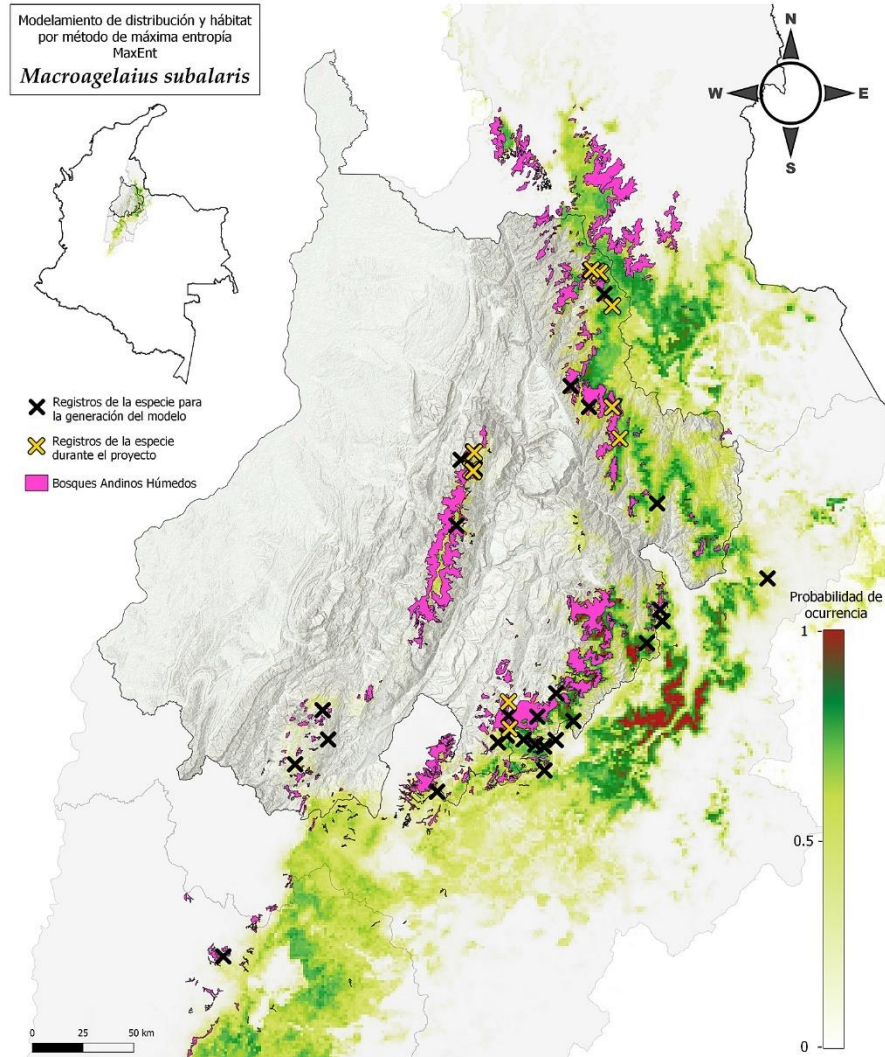 Modelamiento de distribución y hábitat
por método de máxima entropía
MaxEnt
Macroagelaius subalaris
N
W
E
S
Registros de la especie para
la generación del modelo
Registros de la especie
durante el proyecto
Bosques Andinos Húmedos
Probabilidad de
ocurrencia
1
0.5
0
0
25
50 km